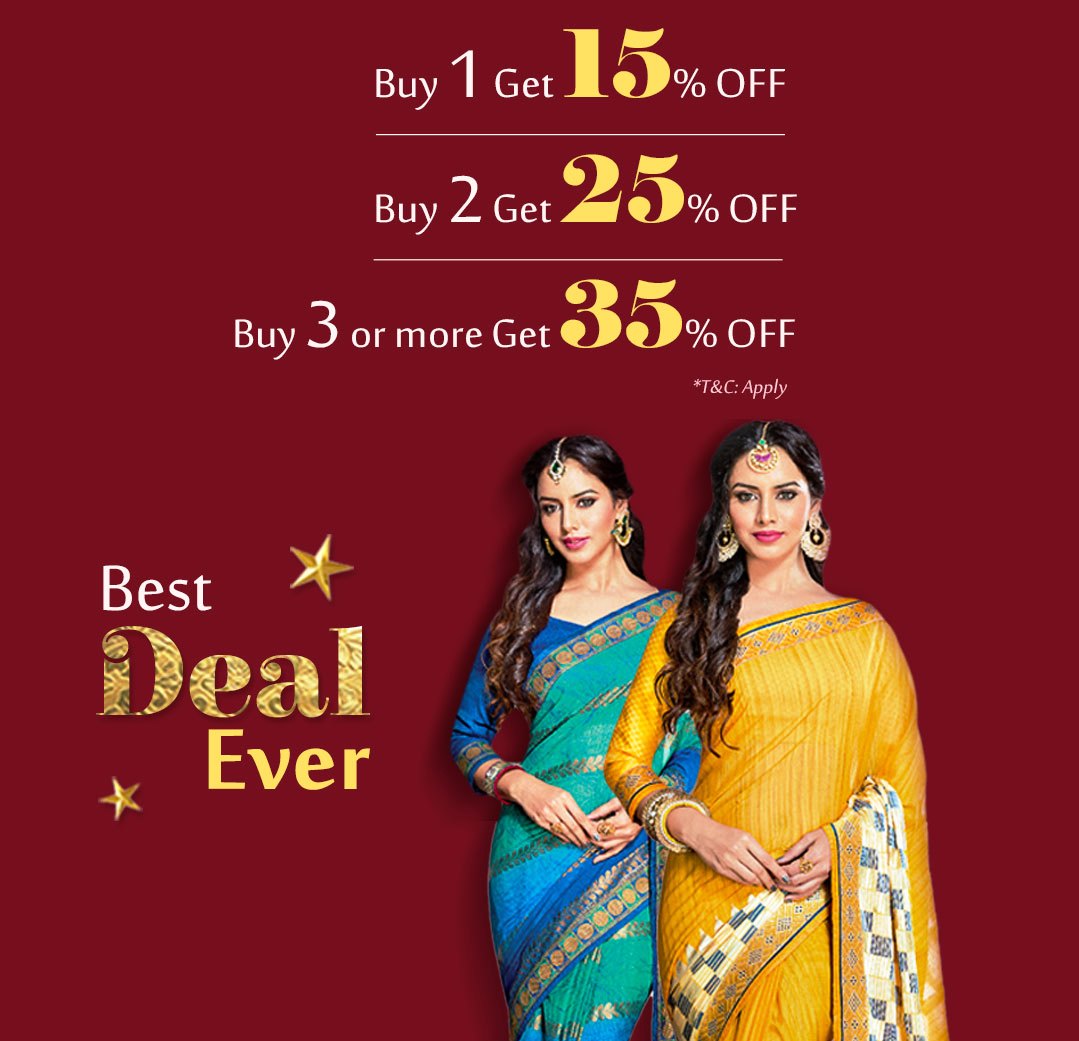 Buy 1 Get 15% OFF
Buy 2 Get 25% OFF
Buy 3 or more Get 35% OFF
*T&C: Apply
Best
Deal
Ever